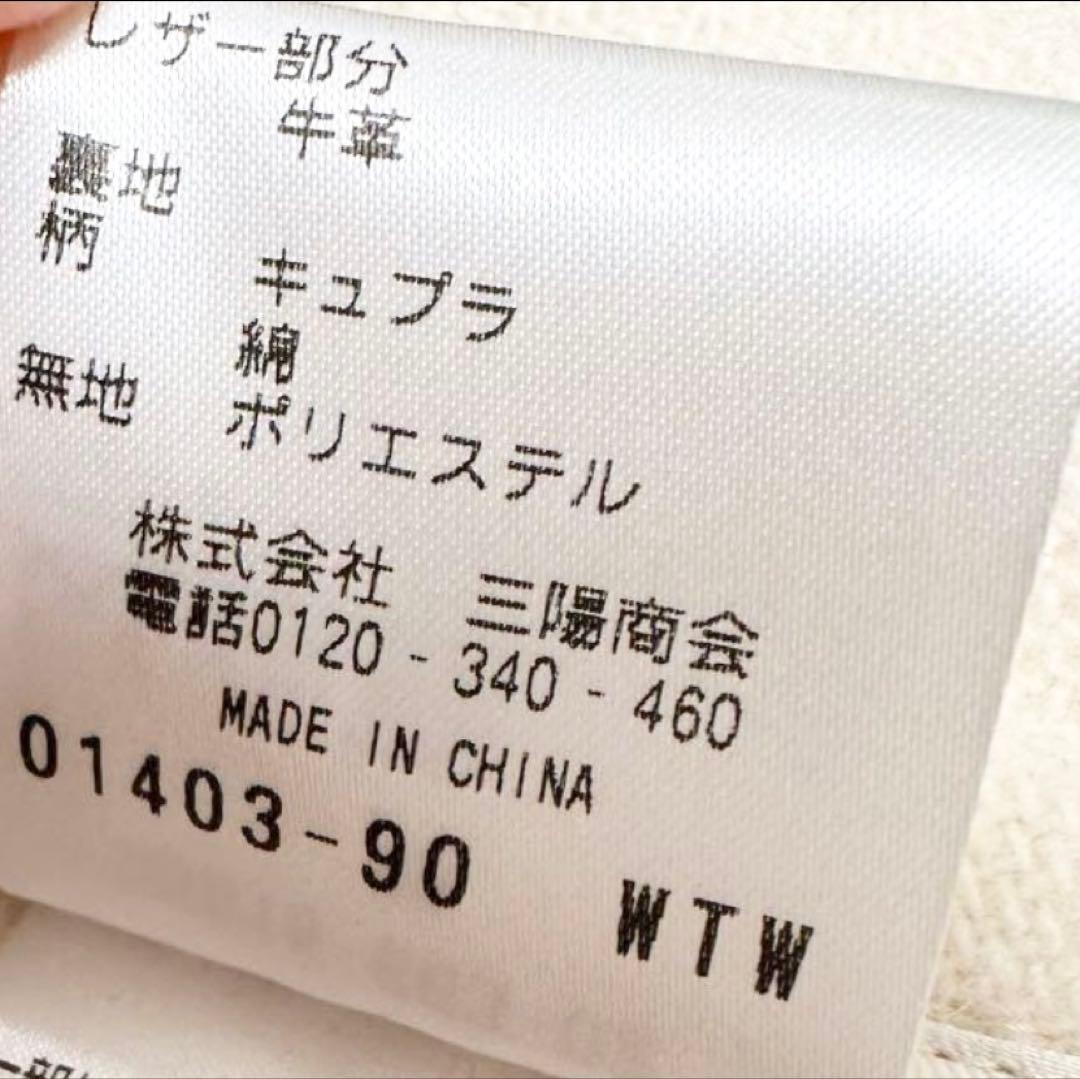 レザー部分
牛革
裏地
柄
キュプラ
綿
無地 ポリエステル
株式会社 三陽商会
電話0120-340-460
MADE IN CHINA
01403-90 WTW